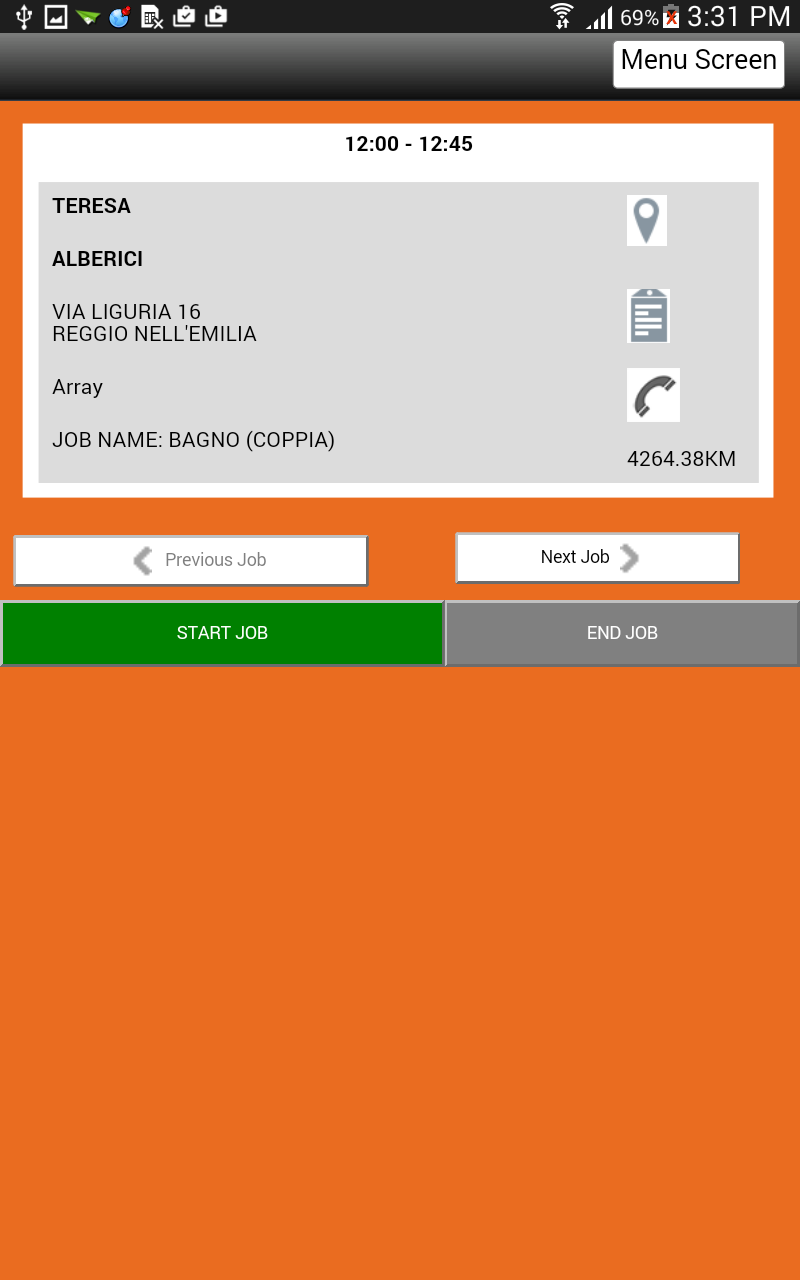 69% 3:31 PM
Menu Screen
12:00 - 12:45
TERESA
ALBERICI
VIA LIGURIA 16
REGGIO NELL'EMILIA
Array
JOB NAME: BAGNO (COPPIA)
4264.38KM
Previous Job
Next Job
START JOB
END JOB